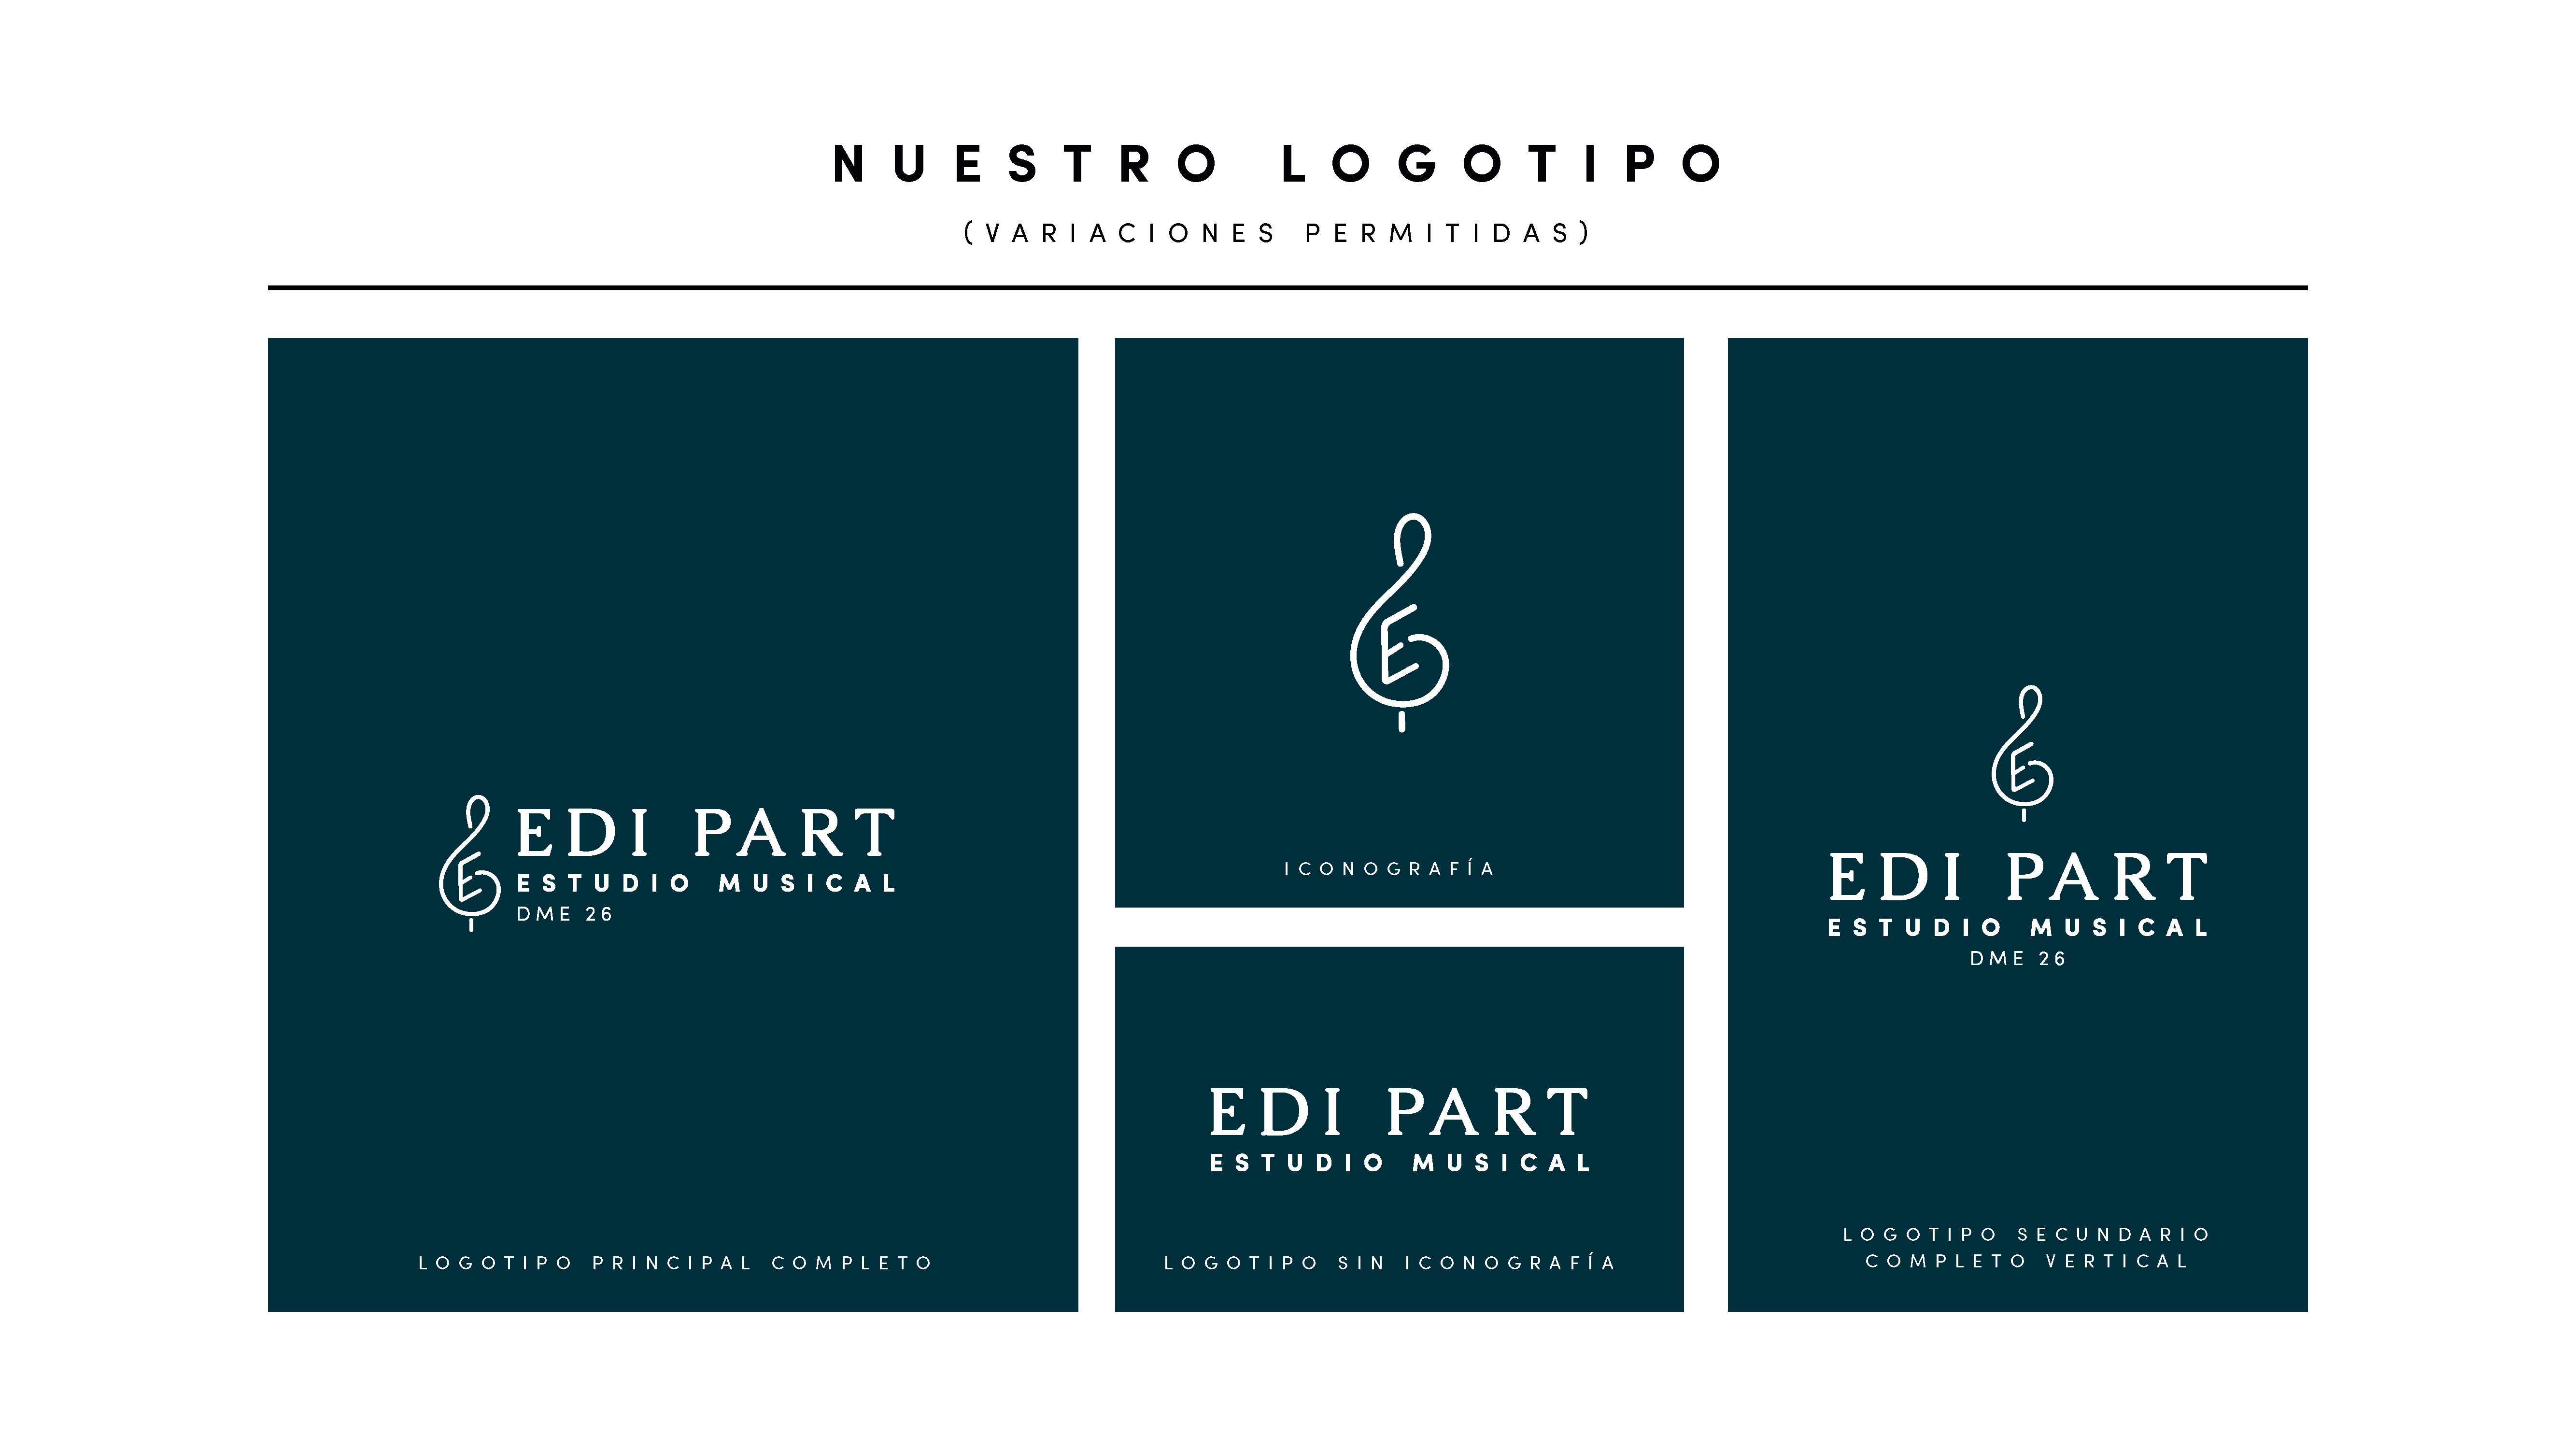 NUESTRO LOGOTIPO
(VARIACIONES PERMITIDAS)
EDI PART
ESTUDIO MUSICAL
DME 26
LOGOTIPO PRINCIPAL COMPLETO
E
ICONOGRAFÍA
EDI PART
ESTUDIO MUSICAL
LOGOTIPO SIN ICONOGRAFÍA
EDI PART
ESTUDIO MUSICAL
DME 26
LOGOTIPO SECUNDARIO
COMPLETO VERTICAL